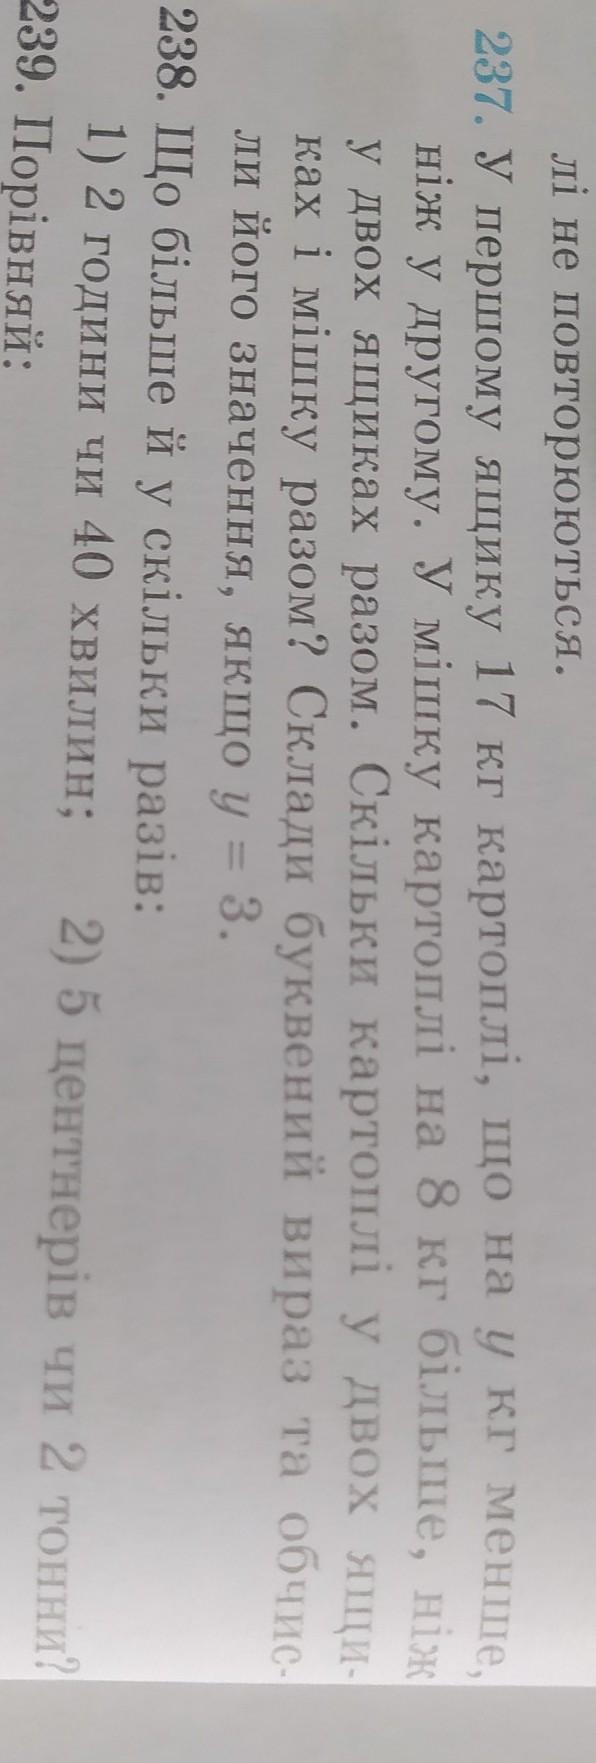 лі не повторюються.
237. У першому ящику 17 кг картоплі, що на y кг менше,
ніж у другому. У мішку картоплі на 8 кг більше, ніж
у двох ящиках разом. Скільки картоплі у двох ящи-
ках і мішку разом? Склади буквений вираз та обчис-
ли його значення, якщо y = 3.
238. Що більше й у скільки разів:
1) 2 години чи 40 хвилин; 2) 5 центнерів чи 2 тонни?
239. Порівняй: